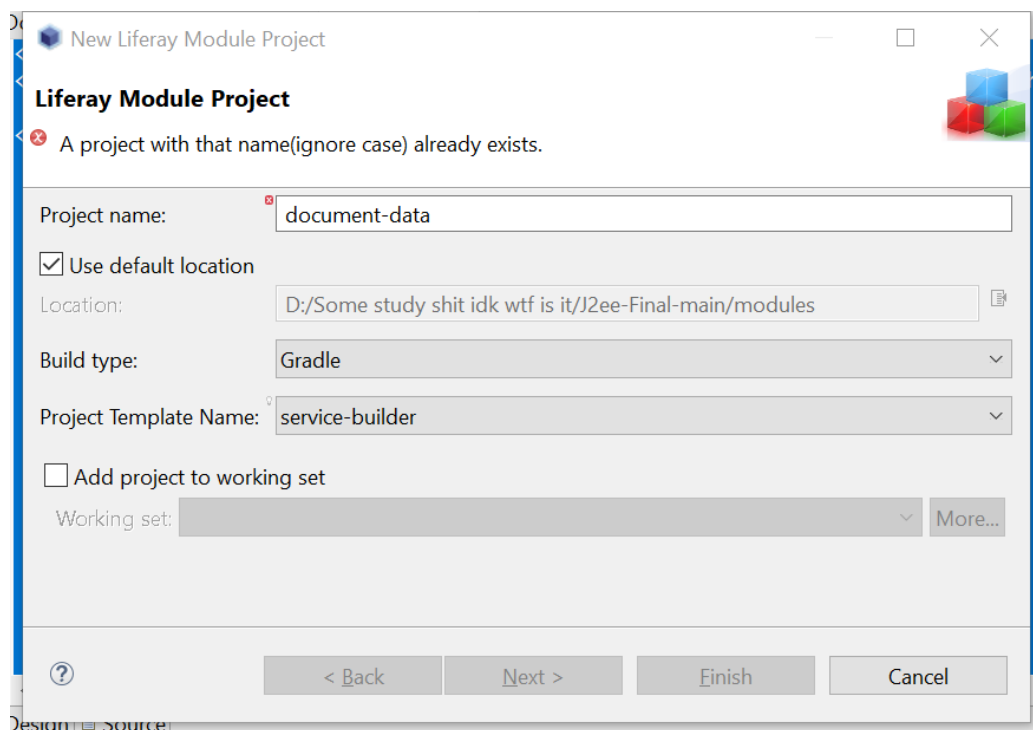 New Liferay Module Project
Liferay Module Project
A project with that name(ignore case) already exists.
Project name: document-data
Use default location
Location: D:/Some study shit idk wtf is it/J2ee-Final-main/modules
Build type: Gradle
Project Template Name: service-builder
Add project to working set
Working set: More...
< Back Next > Finish Cancel
Design Source